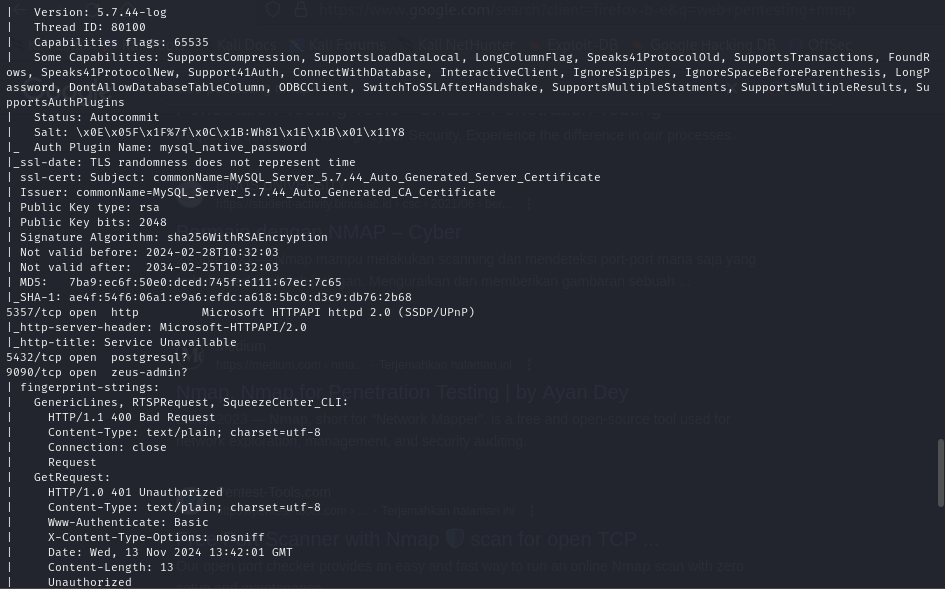 |   Version: 5.7.44-log
|   Thread ID: 80100
|   Capabilities flags: 65535
|   Some Capabilities: SupportsCompression, SupportsLoadDataLocal, LongColumnFlag, Speaks41ProtocolOld, SupportsTransactions, FoundR
ows, Speaks41ProtocolNew, Support41Auth, ConnectWithDatabase, InteractiveClient, IgnoreSigpipes, IgnoreSpaceBeforeParenthesis, LongP
assword, DontAllowDatabaseTableColumn, ODBCClient, SwitchToSSLAfterHandshake, SupportsMultipleStatments, SupportsMultipleResults, Su
pportsAuthPlugins
|   Status: Autocommit
|   Salt: \x0E\x05F\x1F%7f\x0C\x1B:Wh81\x1E\x1B\x01\x11Y8
|_  Auth Plugin Name: mysql_native_password
|_ssl-date: TLS randomness does not represent time
| ssl-cert: Subject: commonName=MySQL_Server_5.7.44_Auto_Generated_Server_Certificate
| Issuer: commonName=MySQL_Server_5.7.44_Auto_Generated_CA_Certificate
| Public Key type: rsa
| Public Key bits: 2048
| Signature Algorithm: sha256WithRSAEncryption
| Not valid before: 2024-02-28T10:32:03
| Not valid after:  2034-02-25T10:32:03
| MD5:   7ba9:ec6f:50e0:dced:745f:e111:67ec:7c65
|_SHA-1: ae4f:54f6:06a1:e9a6:efdc:a618:5bc0:d3c9:db76:2b68
5357/tcp open  http         Microsoft HTTPAPI httpd 2.0 (SSDP/UPnP)
|_http-server-header: Microsoft-HTTPAPI/2.0
|_http-title: Service Unavailable
5432/tcp open  postgresql?
9090/tcp open  zeus-admin?
| fingerprint-strings:
|   GenericLines, RTSPRequest, SqueezeCenter_CLI:
|     HTTP/1.1 400 Bad Request
|     Content-Type: text/plain; charset=utf-8
|     Connection: close
|     Request
|   GetRequest:
|     HTTP/1.0 401 Unauthorized
|     Content-Type: text/plain; charset=utf-8
|     Www-Authenticate: Basic
|     X-Content-Type-Options: nosniff
|     Date: Wed, 13 Nov 2024 13:42:01 GMT
|     Content-Length: 13
|     Unauthorized